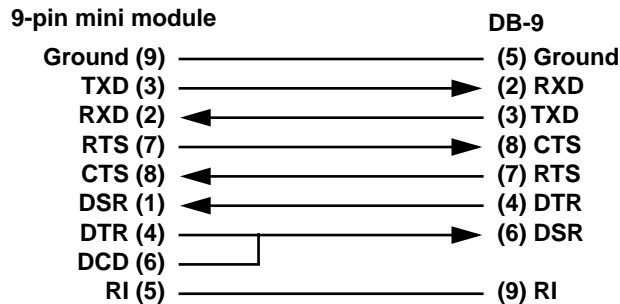 9-pin mini module DB-9
Ground (9) (5) Ground
TXD (3) (2) RXD
RXD (2) (3) TXD
RTS (7) (8) CTS
CTS (8) (7) RTS
DSR (1) (4) DTR
DTR (4) (6) DSR
DCD (6)
RI (5) (9) RI